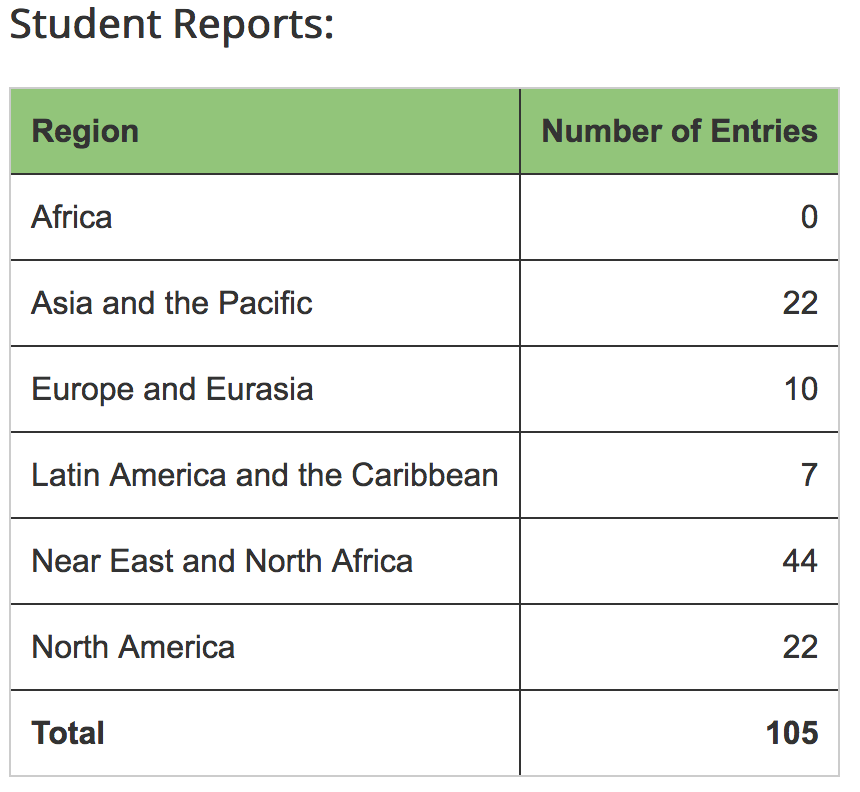 Student Reports:
Region Number of Entries
Africa 0
Asia and the Pacific 22
Europe and Eurasia 10
Latin America and the Caribbean 7
Near East and North Africa 44
North America 22
Total 105